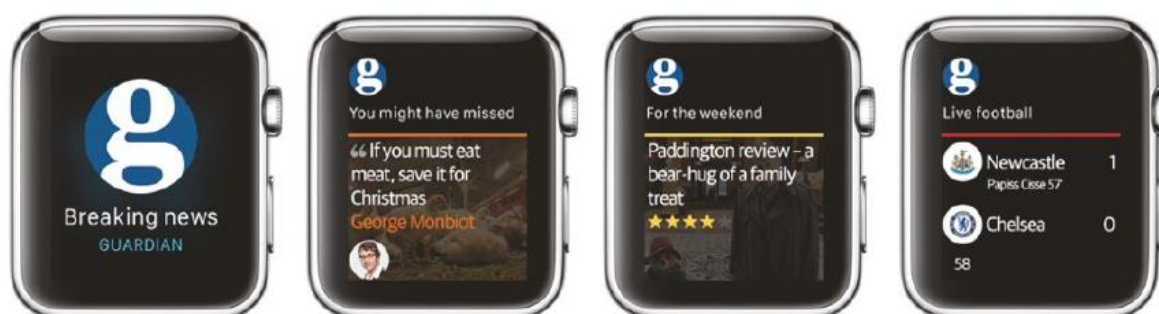 g
Breaking news
GUARDIAN
g
You might have missed
“ If you must eat
meat, save it for
Christmas
George Monbiot
g
For the weekend
Paddington review – a
bear-hug of a family
treat
g
Live football
Newcastle 1
Papiss Cisse 57'
Chelsea 0
58